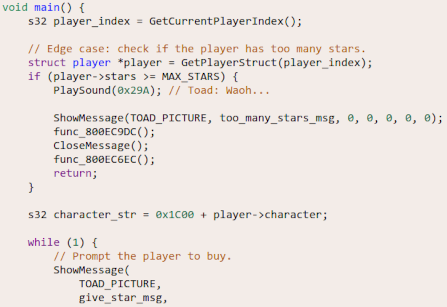 void main() {
    s32 player_index = GetCurrentPlayerIndex();

    // Edge case: check if the player has too many stars.
    struct player *player = GetPlayerStruct(player_index);
    if (player->stars >= MAX_STARS) {
        PlaySound(0x29A); // Toad: Waoh...

        ShowMessage(TOAD_PICTURE, too_many_stars_msg, 0, 0, 0, 0, 0);
        func_800EC9DC();
        CloseMessage();
        func_800EC6EC();
        return;
    }

    s32 character_str = 0x1C00 + player->character;

    while (1) {
        // Prompt the player to buy.
        ShowMessage(
            TOAD_PICTURE,
            give_star_msg,